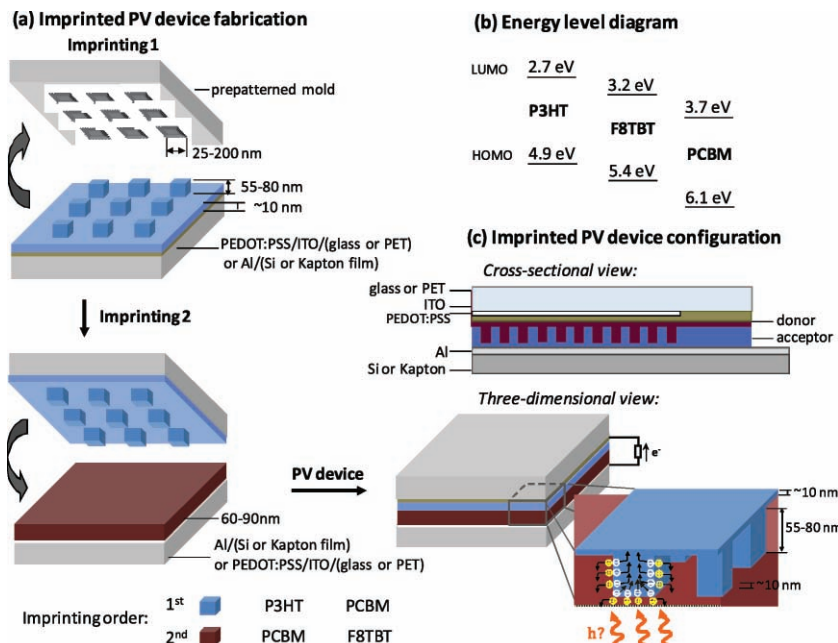 (a) Imprinted PV device fabrication
Imprinting 1
prepatterned mold
25-200 nm
55-80 nm
~10 nm
PEDOT:PSS/ITO/(glass or PET)
or Al/(Si or Kapton film)
Imprinting 2
60-90nm
Al/(Si or Kapton film)
or PEDOT:PSS/ITO/(glass or PET)
Imprinting order:
1st P3HT PCBM
2nd PCBM F8TBT
PV device
(b) Energy level diagram
LUMO 2.7 eV
3.2 eV
3.7 eV
P3HT
F8TBT
PCBM
HOMO 4.9 eV
5.4 eV
6.1 eV
(c) Imprinted PV device configuration
Cross-sectional view:
glass or PET
ITO
PEDOT:PSS
donor
acceptor
Al
Si or Kapton
Three-dimensional view:
e-
~10 nm
55-80 nm
~10 nm
h?